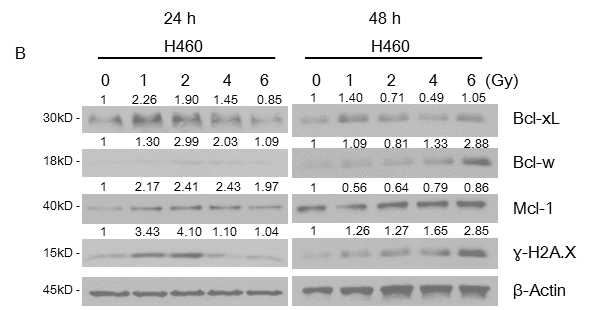 24 h 48 h
B H460 H460
0 1 2 4 6 0 1 2 4 6 (Gy)
1 2.26 1.90 1.45 0.85 1 1.40 0.71 0.49 1.05
30kD - Bcl-xL
1 1.30 2.99 2.03 1.09 1 1.09 0.81 1.33 2.88
18kD - Bcl-w
1 2.17 2.41 2.43 1.97 1 0.56 0.64 0.79 0.86
40kD - Mcl-1
1 3.43 4.10 1.10 1.04 1 1.26 1.27 1.65 2.85
15kD - ɣ-H2A.X
45kD - β-Actin